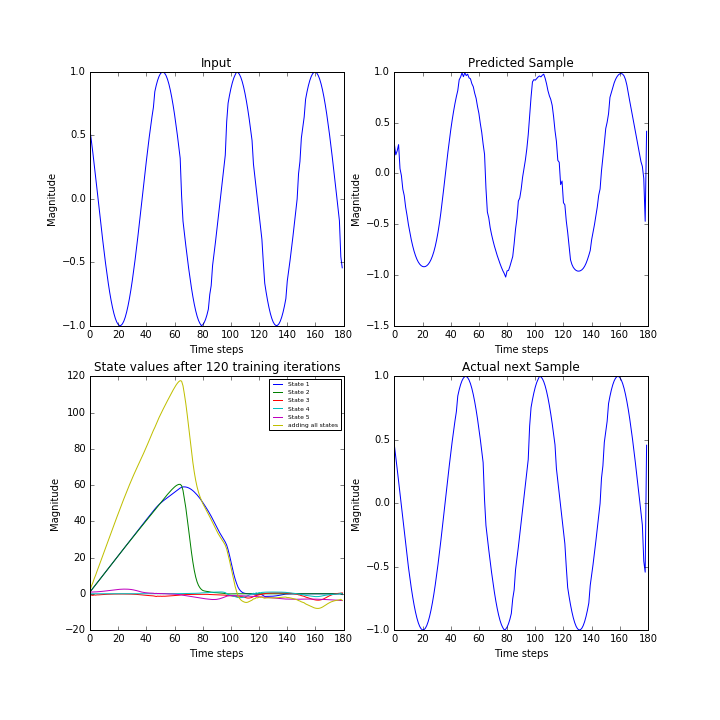 Input
1.0
0.5
0.0
−0.5
−1.0
Magnitude
0 20 40 60 80 100 120 140 160 180
Time steps
Predicted Sample
1.0
0.5
0.0
−0.5
−1.0
−1.5
Magnitude
0 20 40 60 80 100 120 140 160 180
Time steps
State values after 120 training iterations
120
100
80
60
40
20
0
−20
Magnitude
State 1
State 2
State 3
State 4
State 5
adding all states
0 20 40 60 80 100 120 140 160 180
Time steps
Actual next Sample
1.0
0.5
0.0
−0.5
−1.0
Magnitude
0 20 40 60 80 100 120 140 160 180
Time steps